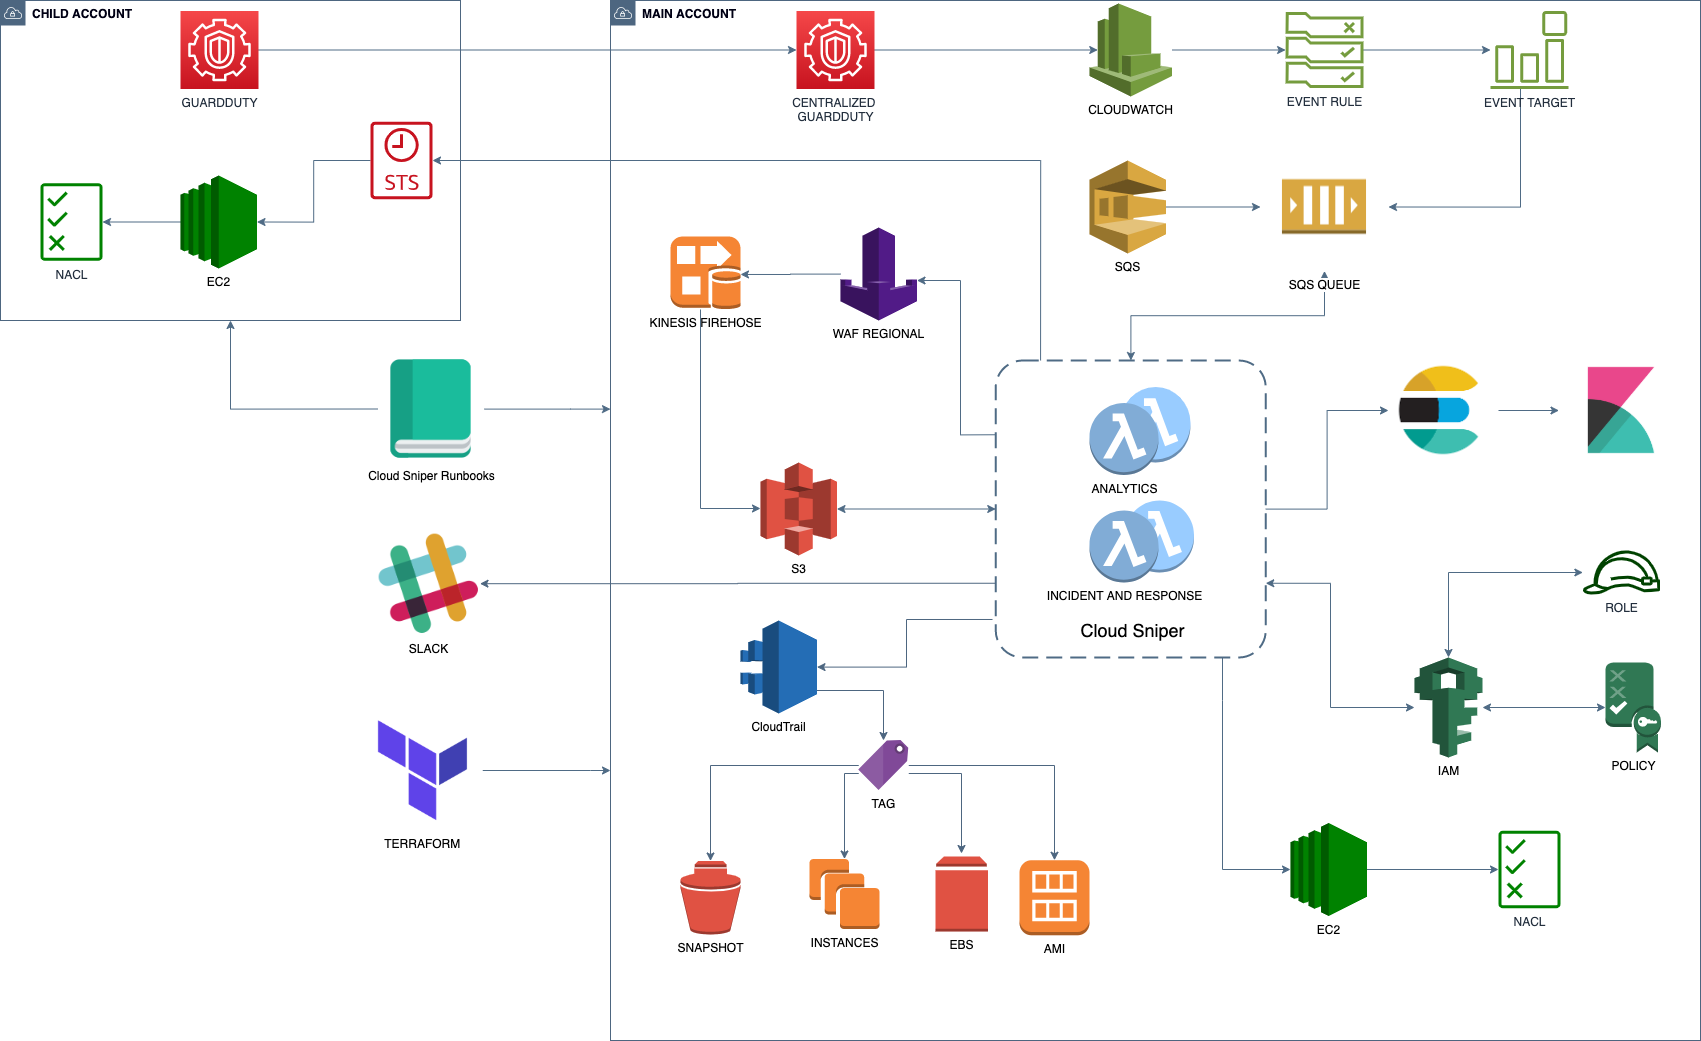 CHILD ACCOUNT
MAIN ACCOUNT
GUARDDUTY
CENTRALIZED
GUARDDUTY
CLOUDWATCH
EVENT RULE
EVENT TARGET
STS
NACL
EC2
SQS
SQS QUEUE
KINESIS FIREHOSE
WAF REGIONAL
Cloud Sniper Runbooks
ANALYTICS
S3
INCIDENT AND RESPONSE
Cloud Sniper
SLACK
ROLE
CloudTrail
IAM
POLICY
TERRAFORM
TAG
SNAPSHOT
INSTANCES
EBS
AMI
EC2
NACL